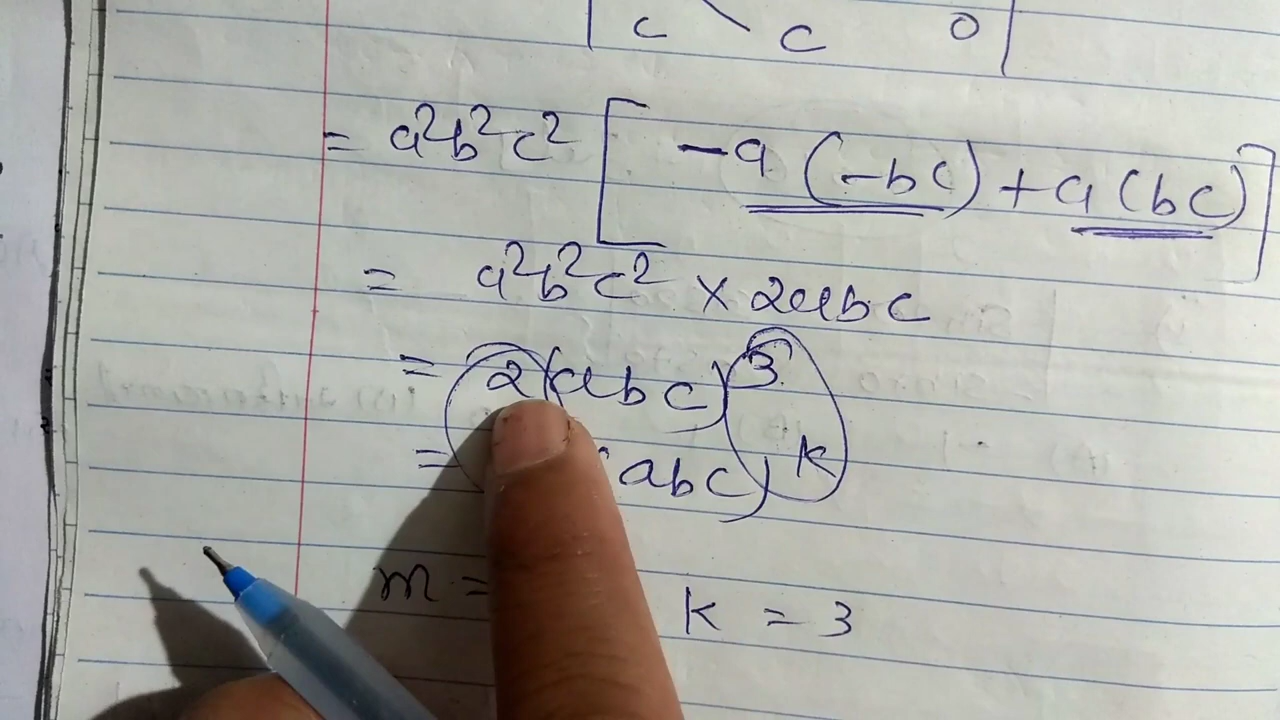 c c 0
= a²b²c² [ -a (-bc) + a (bc) ]
= a²b²c² × 2abc
= 2(abc)³
= abc) k
m =
k = 3